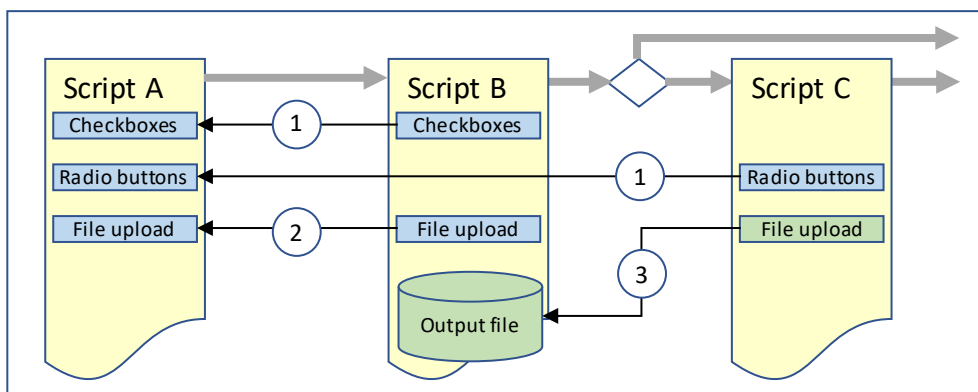 Script A
Script B
Script C
Checkboxes
1
Checkboxes
Radio buttons
1
Radio buttons
File upload
2
File upload
File upload
3
Output file